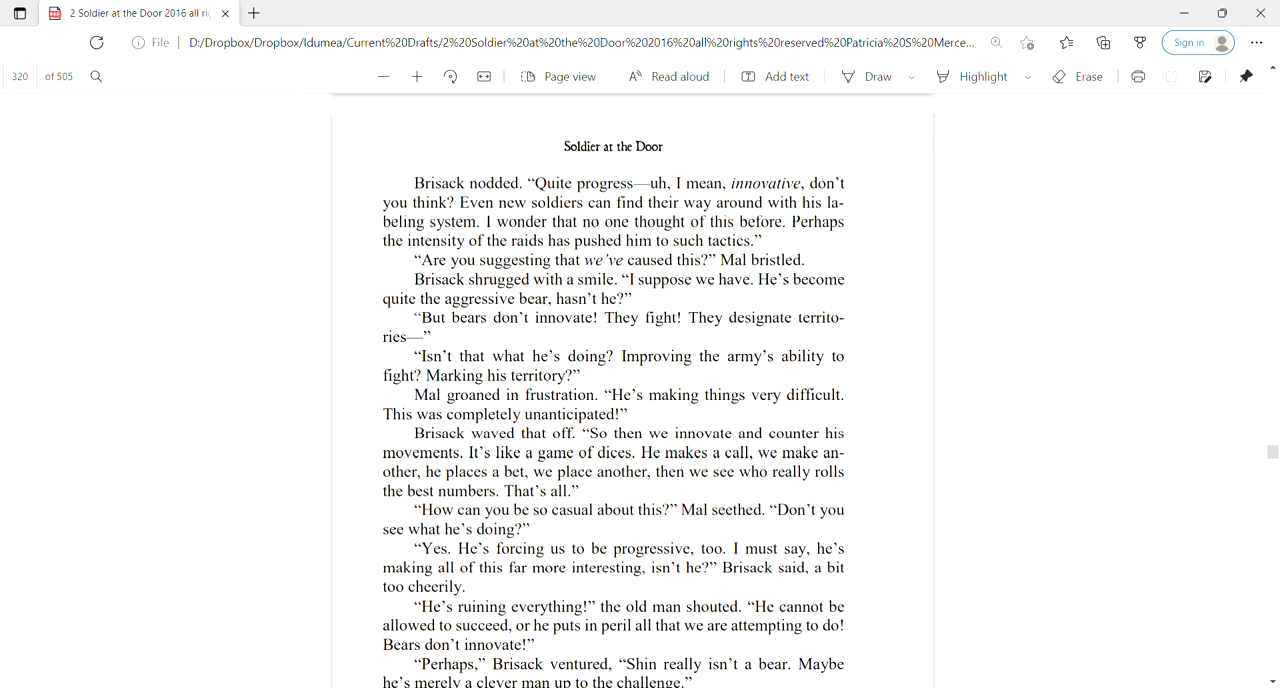 2 Soldier at the Door 2016 all ri
File D:/Dropbox/Dropbox/Idumea/Current%20Drafts/2%20Soldier%20at%20the%20Door%202016%20all%20rights%20reserved%20Patricia%20S%20Merce... Sign in
320 of 505 Page view Read aloud Add text Draw Highlight Erase
Soldier at the Door
Brisack nodded. “Quite progress—uh, I mean, innovative, don’t
you think? Even new soldiers can find their way around with his la-
beling system. I wonder that no one thought of this before. Perhaps
the intensity of the raids has pushed him to such tactics.”
“Are you suggesting that we’ve caused this?” Mal bristled.
Brisack shrugged with a smile. “I suppose we have. He’s become
quite the aggressive bear, hasn’t he?”
“But bears don’t innovate! They fight! They designate territo-
ries—”
“Isn’t that what he’s doing? Improving the army’s ability to
fight? Marking his territory?”
Mal groaned in frustration. “He’s making things very difficult.
This was completely unanticipated!”
Brisack waved that off. “So then we innovate and counter his
movements. It’s like a game of dices. He makes a call, we make an-
other, he places a bet, we place another, then we see who really rolls
the best numbers. That’s all.”
“How can you be so casual about this?” Mal seethed. “Don’t you
see what he’s doing?”
“Yes. He’s forcing us to be progressive, too. I must say, he’s
making all of this far more interesting, isn’t he?” Brisack said, a bit
too cheerily.
“He’s ruining everything!” the old man shouted. “He cannot be
allowed to succeed, or he puts in peril all that we are attempting to do!
Bears don’t innovate!”
“Perhaps,” Brisack ventured, “Shin really isn’t a bear. Maybe
he’s merely a clever man up to the challenge.”